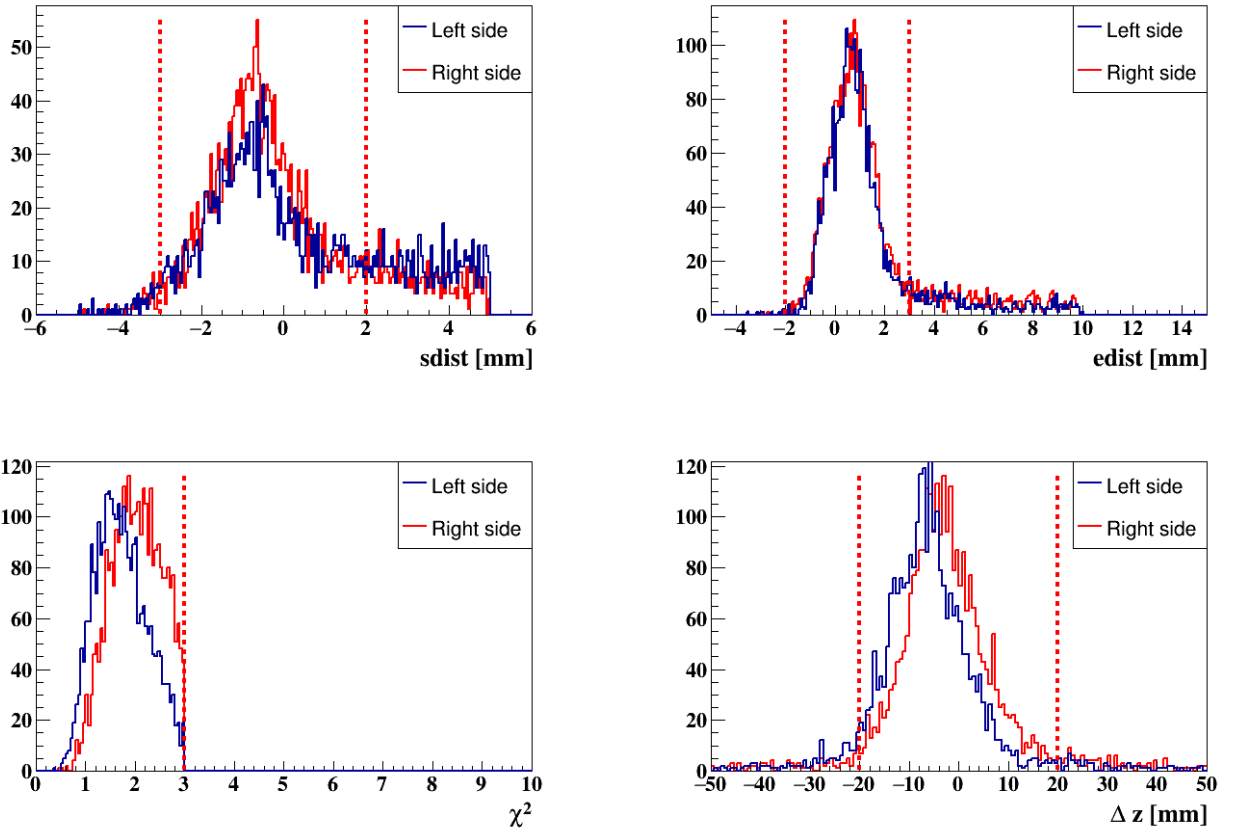 50
40
30
20
10
0
−6 −4 −2 0 2 4 6
sdist [mm]
Left side
Right side
100
80
60
40
20
0
−4 −2 0 2 4 6 8 10 12 14
edist [mm]
Left side
Right side
120
100
80
60
40
20
0
0 1 2 3 4 5 6 7 8 9 10
χ²
Left side
Right side
120
100
80
60
40
20
0
−50 −40 −30 −20 −10 0 10 20 30 40 50
Δ z [mm]
Left side
Right side